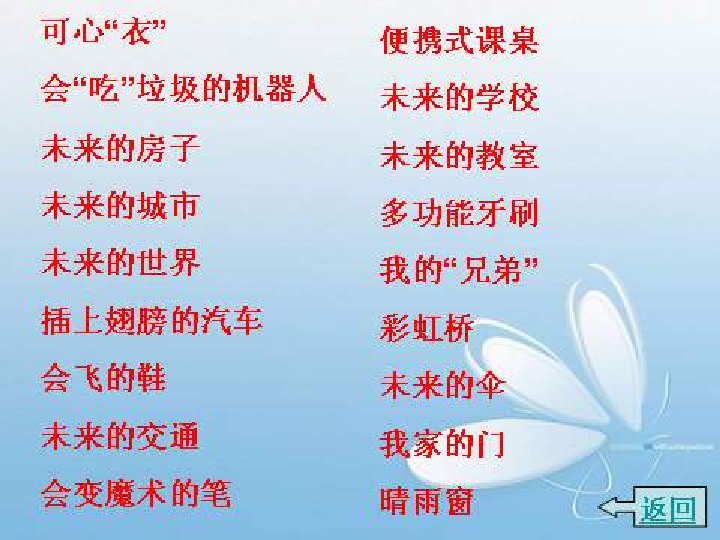 可心“衣”
会“吃”垃圾的机器人
未来的房子
未来的城市
未来的世界
插上翅膀的汽车
会飞的鞋
未来的交通
会变魔术的笔
便携式课桌
未来的学校
未来的教室
多功能牙刷
我的“兄弟”
彩虹桥
未来的伞
我家的门
晴雨窗
返回